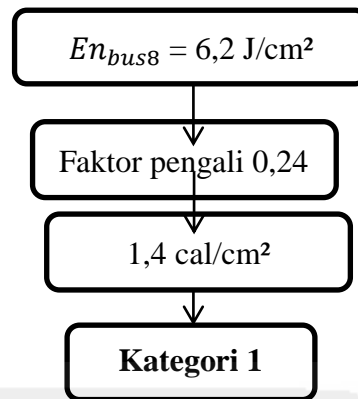 En_bus8 = 6,2 J/cm²
Faktor pengali 0,24
1,4 cal/cm²
Kategori 1